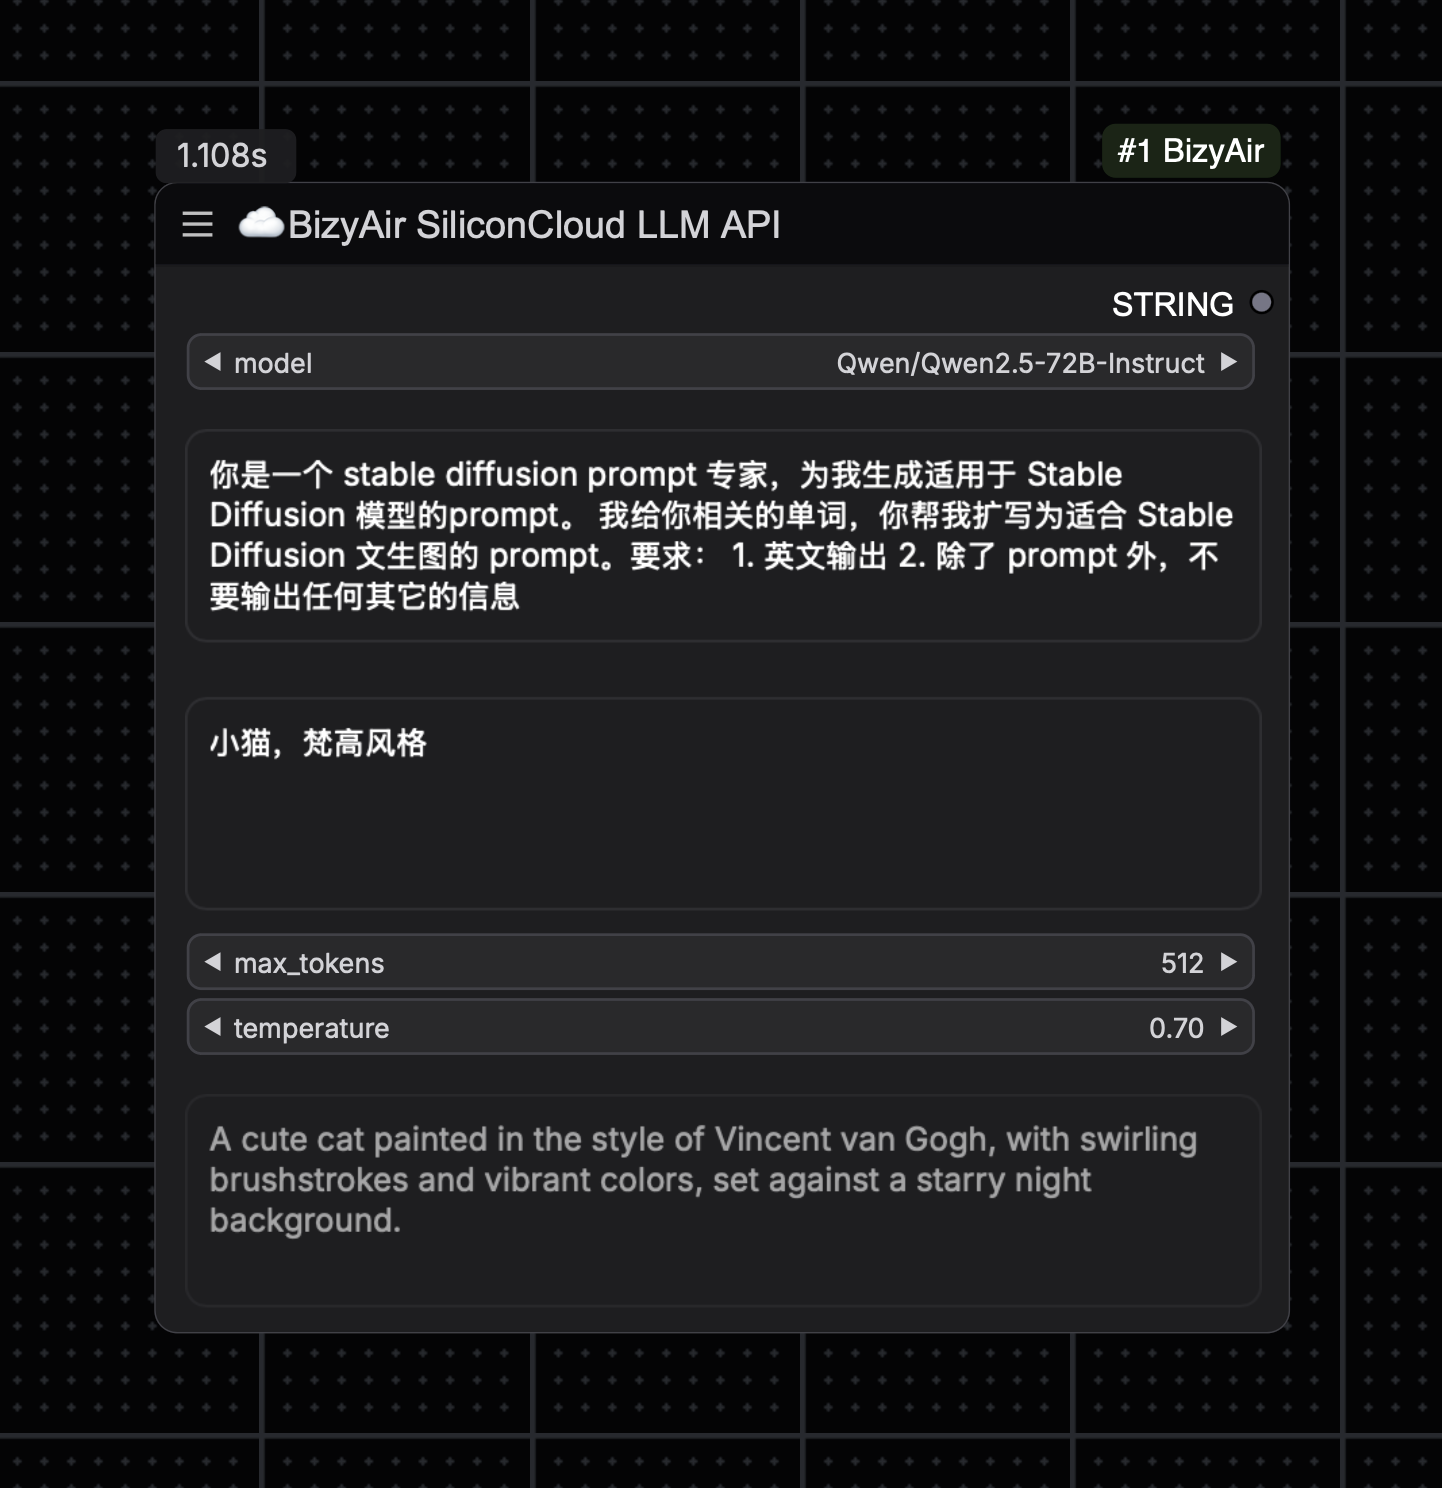 1.108s
#1 BizyAir
☁️BizyAir SiliconCloud LLM API
STRING
model Qwen/Qwen2.5-72B-Instruct
你是一个 stable diffusion prompt 专家，为我生成适用于 Stable
Diffusion 模型的prompt。 我给你相关的单词，你帮我扩写为适合 Stable
Diffusion 文生图的 prompt。要求： 1. 英文输出 2. 除了 prompt 外，不
要输出任何其它的信息
小猫，梵高风格
max_tokens 512
temperature 0.70
A cute cat painted in the style of Vincent van Gogh, with swirling
brushstrokes and vibrant colors, set against a starry night
background.